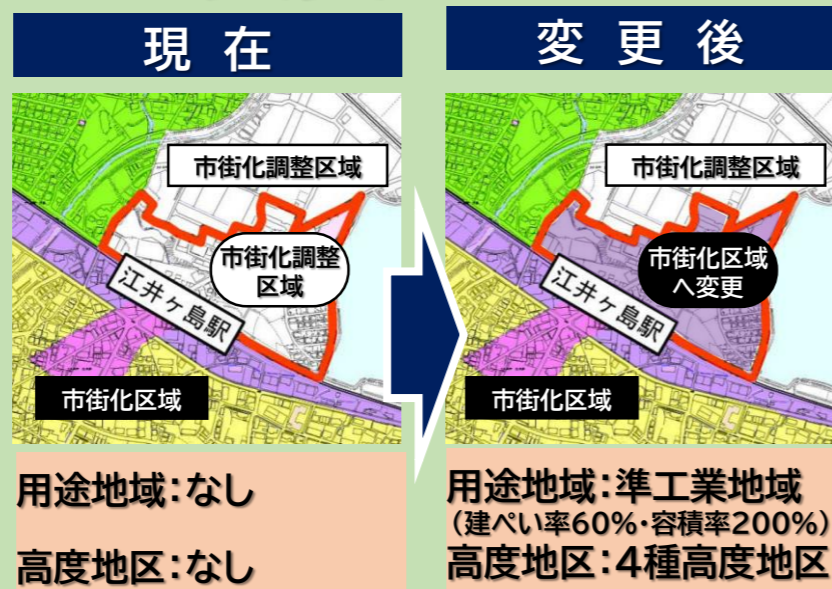 現在
市街化調整区域
市街化調整
区域
江井ヶ島駅
市街化区域
用途地域：なし
高度地区：なし
変更後
市街化調整区域
市街化区域
へ変更
江井ヶ島駅
市街化区域
用途地域：準工業地域
（建ぺい率60%・容積率200%）
高度地区：4種高度地区